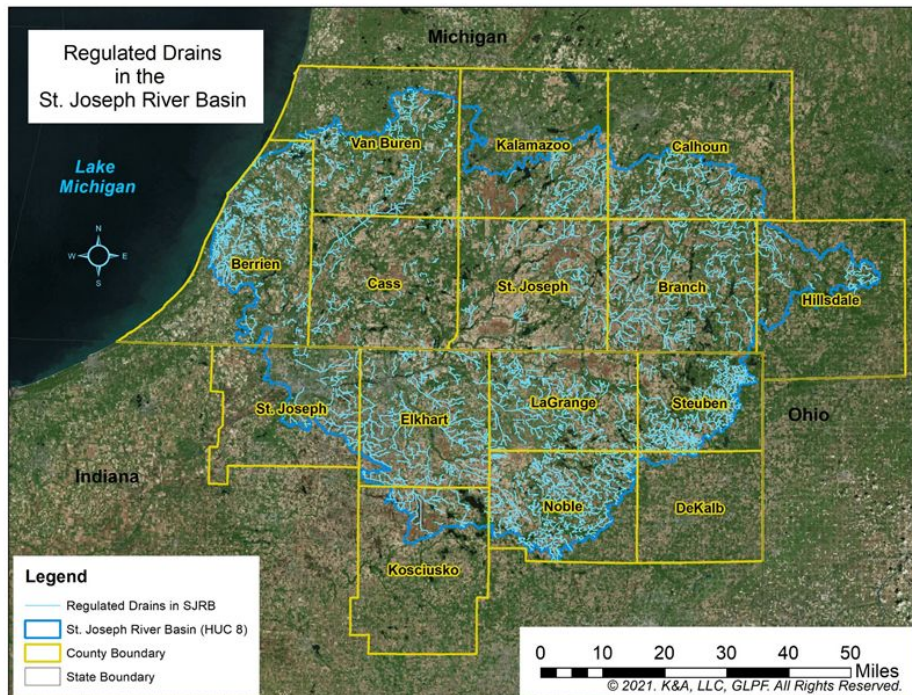 Regulated Drains
in the
St. Joseph River Basin
Michigan
Lake
Michigan
N
W
E
S
Van Buren
Kalamazoo
Calhoun
Berrien
Cass
St. Joseph
Branch
Hillsdale
St. Joseph
Elkhart
LaGrange
Steuben
Ohio
Indiana
Noble
DeKalb
Kosciusko
Legend
Regulated Drains in SJRB
St. Joseph River Basin (HUC 8)
County Boundary
State Boundary
0 10 20 30 40 50
Miles
© 2021. K&A, LLC, GLPF. All Rights Reserved.